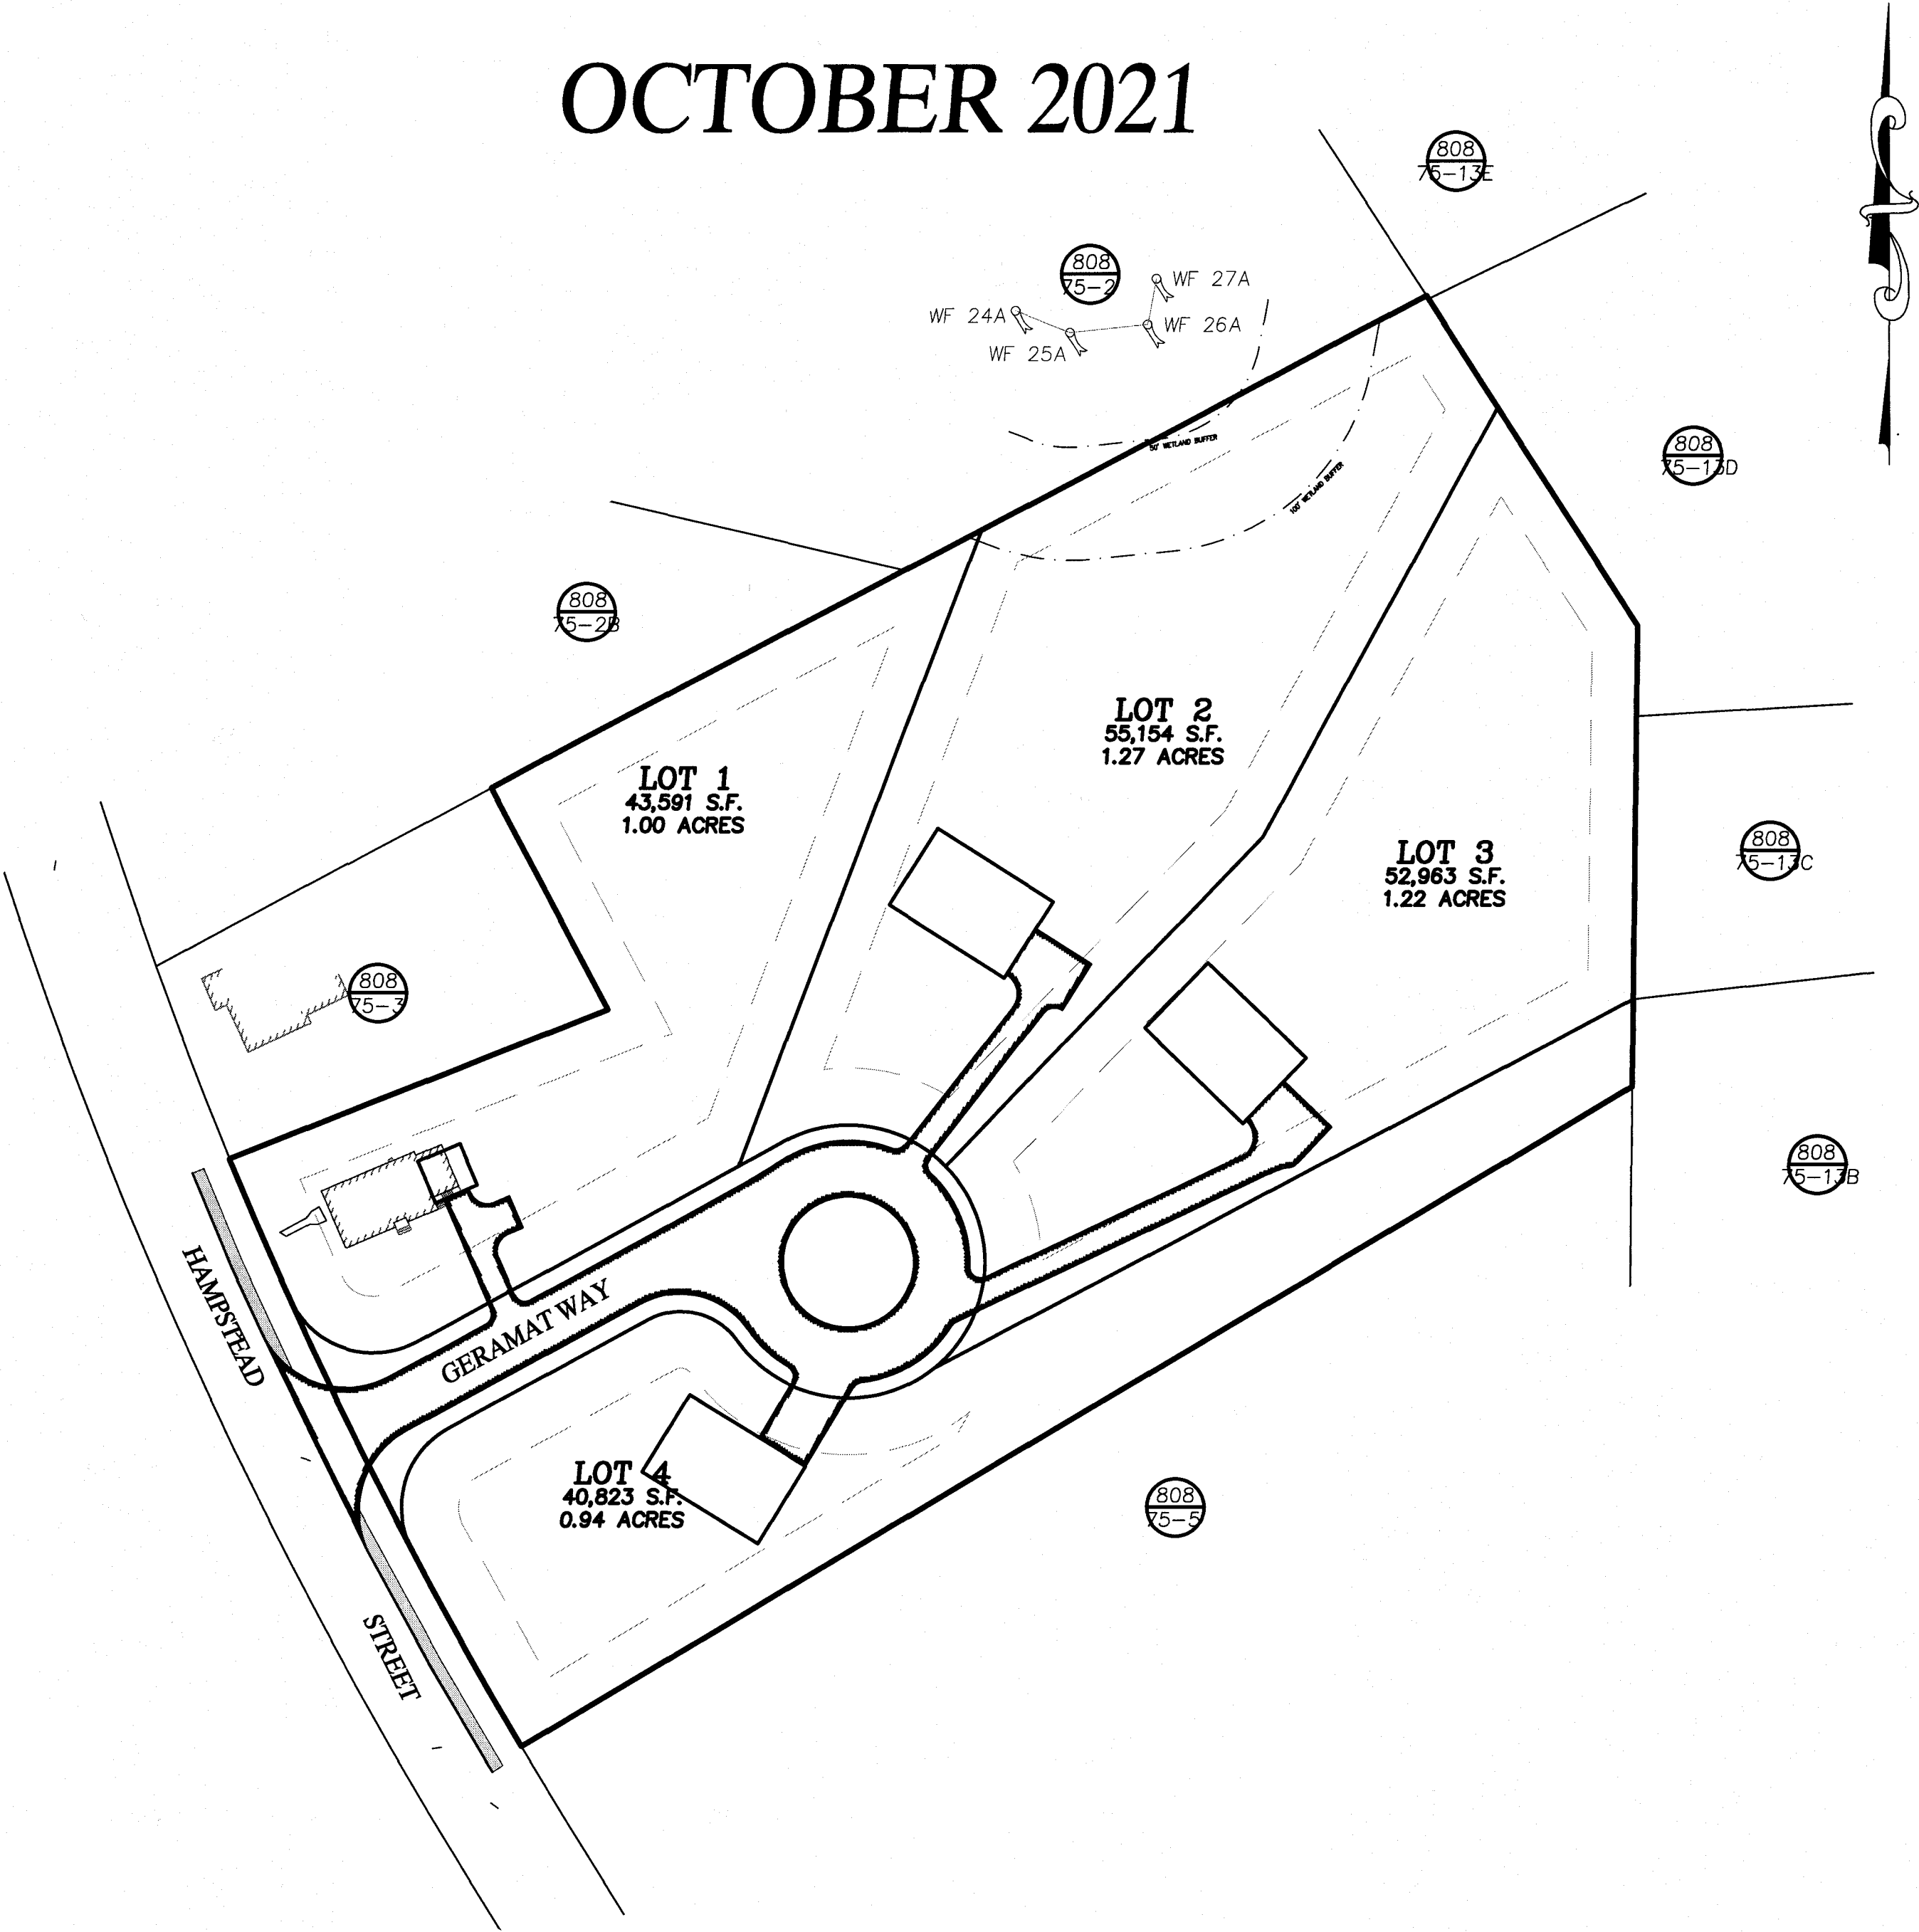 OCTOBER 2021
808
75-13E
808
75-2
WF 27A
WF 24A
WF 26A
WF 25A
50' WETLAND BUFFER
100' WETLAND BUFFER
808
75-13D
808
75-2B
LOT 2
55,154 S.F.
1.27 ACRES
LOT 1
43,591 S.F.
1.00 ACRES
LOT 3
52,963 S.F.
1.22 ACRES
808
75-13C
808
75-3
808
75-13B
HAMPSTEAD
GERAMAT WAY
LOT 4
40,823 S.F.
0.94 ACRES
808
75-5
STREET